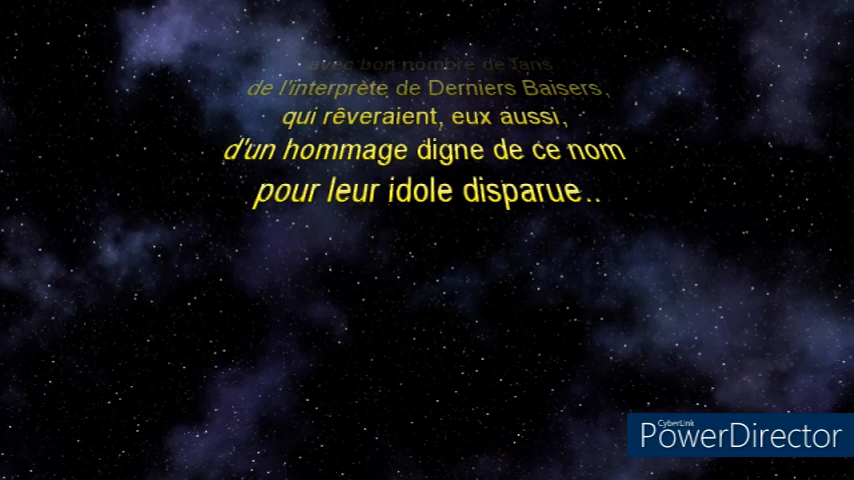 avec bon nombre de fans
de l'interprète de Derniers Baisers,
qui rêveraient, eux aussi,
d'un hommage digne de ce nom
pour leur idole disparue..
CyberLink
PowerDirector